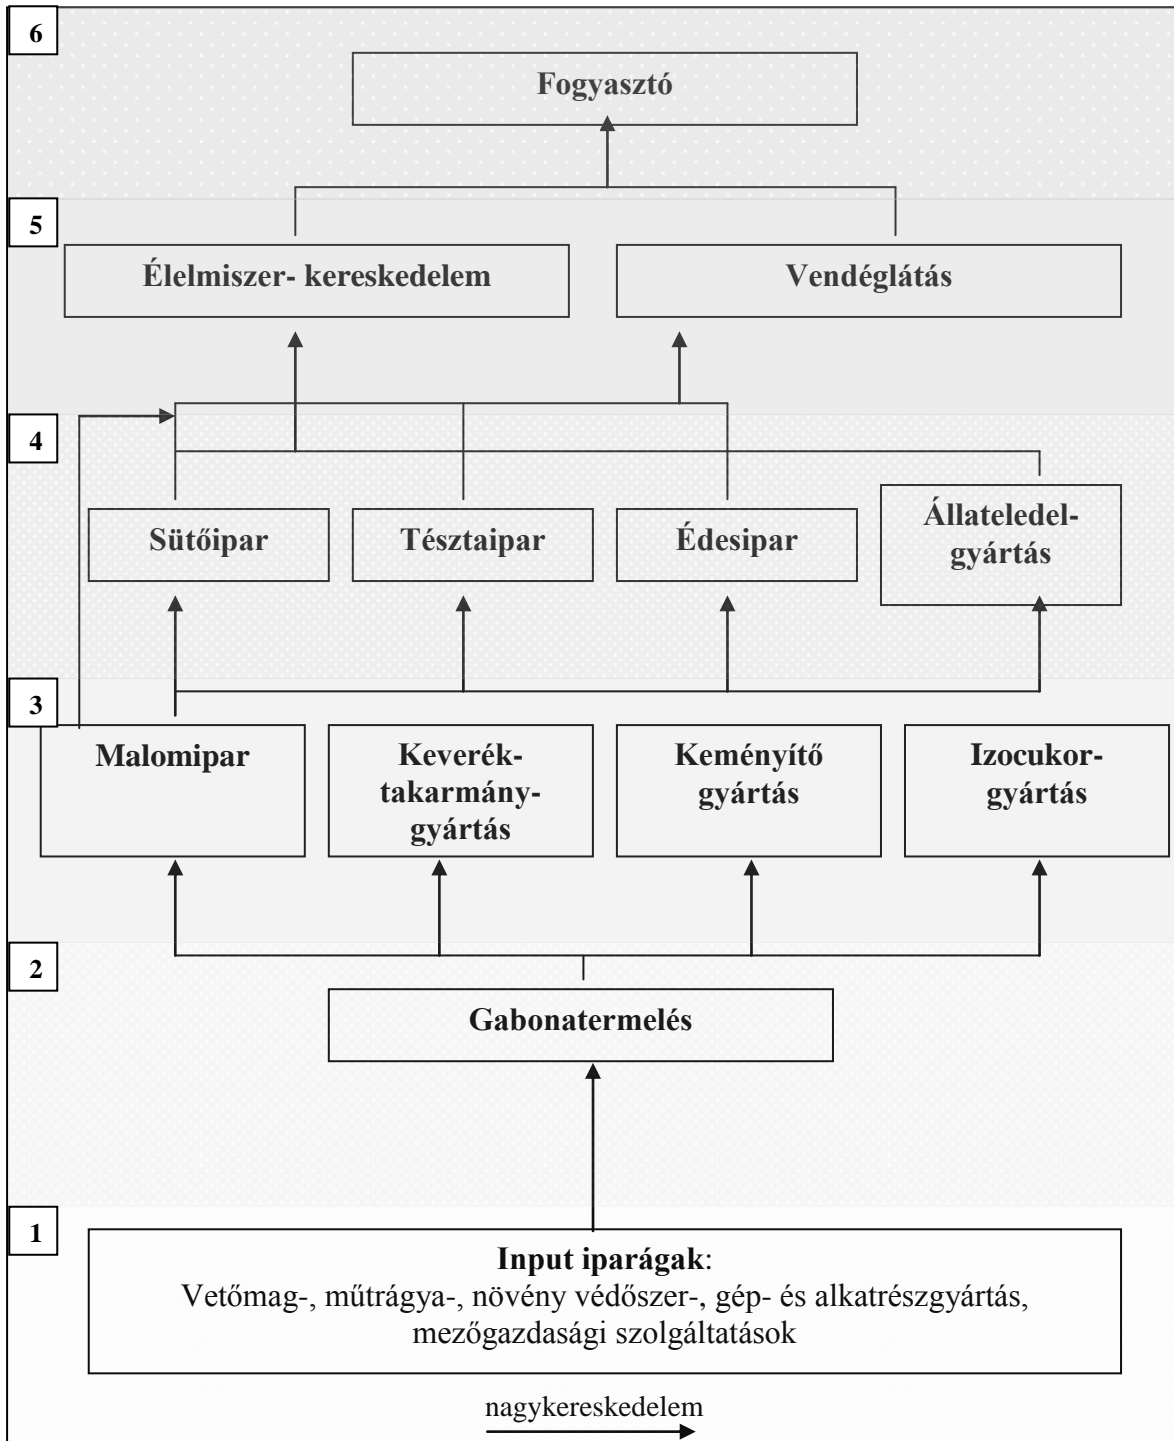 6
Fogyasztó
5
Élelmiszer- kereskedelem
Vendéglátás
4
Sütőipar
Tésztaipar
Édesipar
Állateledel-
gyártás
3
Malomipar
Keverék-
takarmány-
gyártás
Keményítő
gyártás
Izocukor-
gyártás
2
Gabonatermelés
1
Input iparágak:
Vetőmag-, műtrágya-, növény védőszer-, gép- és alkatrészgyártás,
mezőgazdasági szolgáltatások
nagykereskedelem